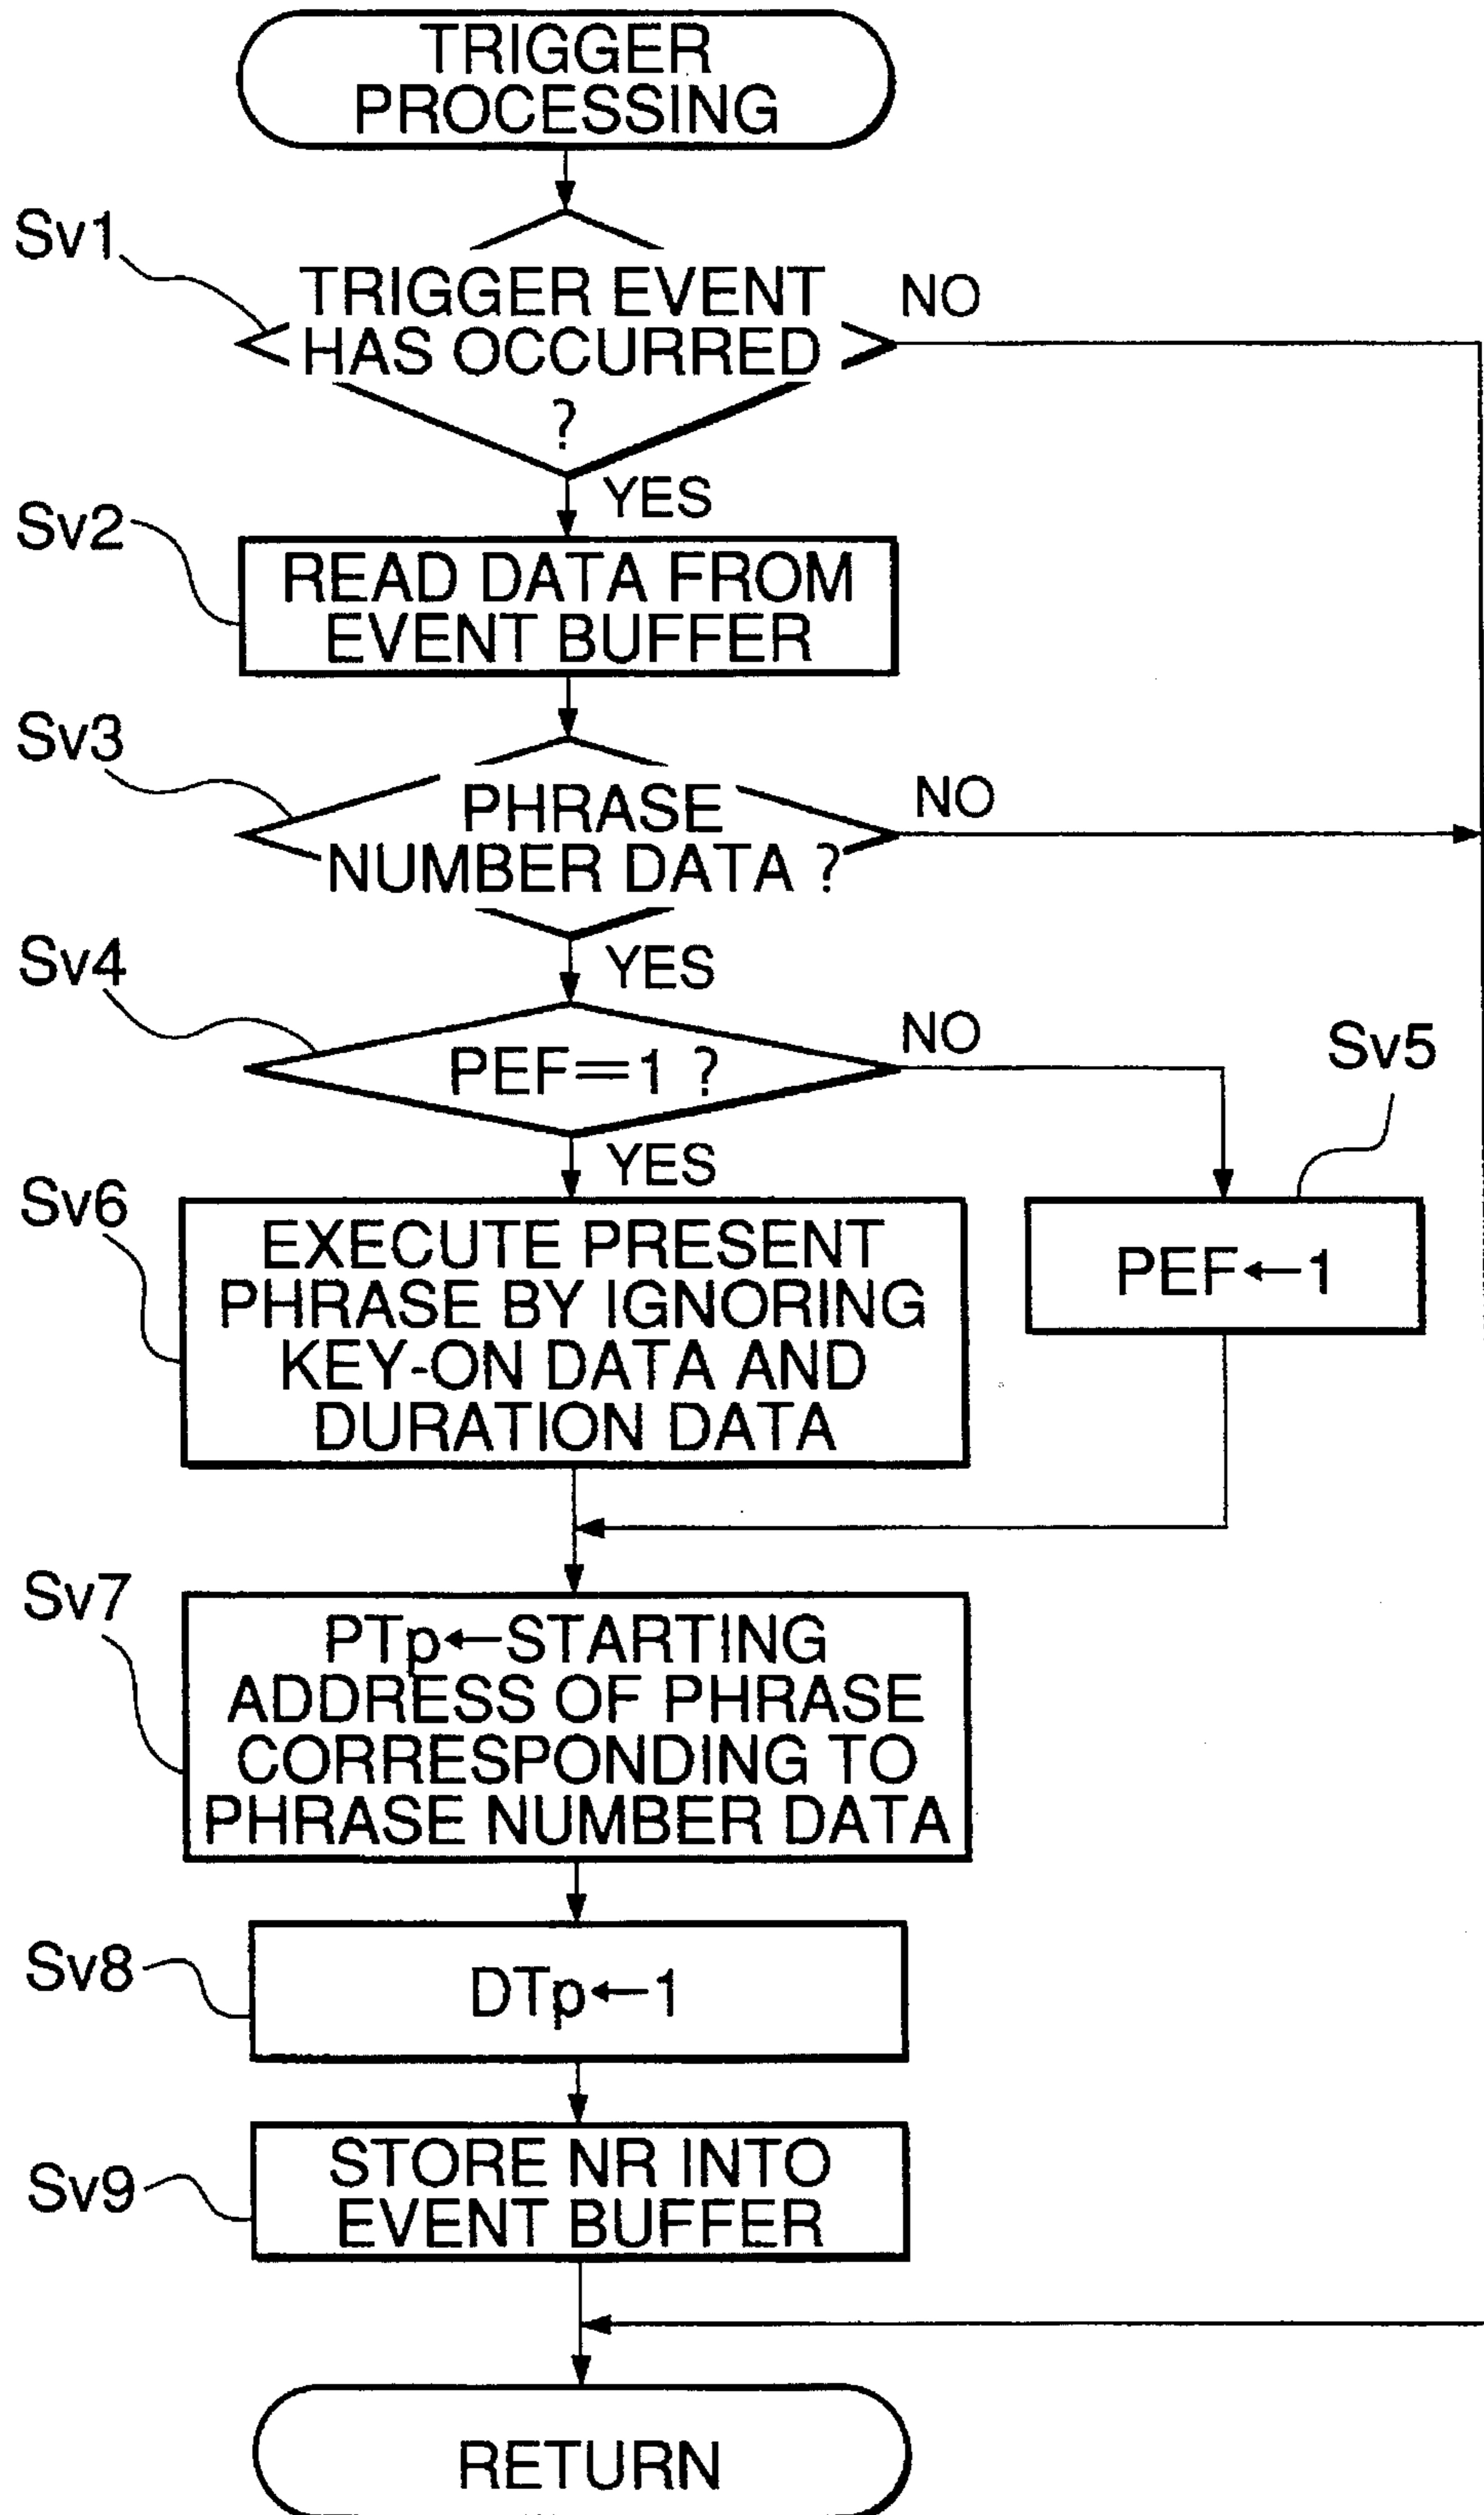 TRIGGER
PROCESSING
Sv1
TRIGGER EVENT
HAS OCCURRED
?
NO
YES
Sv2
READ DATA FROM
EVENT BUFFER
Sv3
PHRASE
NUMBER DATA ?
NO
YES
Sv4
PEF=1 ?
NO
Sv5
YES
Sv6
EXECUTE PRESENT
PHRASE BY IGNORING
KEY-ON DATA AND
DURATION DATA
PEF←1
Sv7
PTp←STARTING
ADDRESS OF PHRASE
CORRESPONDING TO
PHRASE NUMBER DATA
Sv8
DTp←1
Sv9
STORE NR INTO
EVENT BUFFER
RETURN